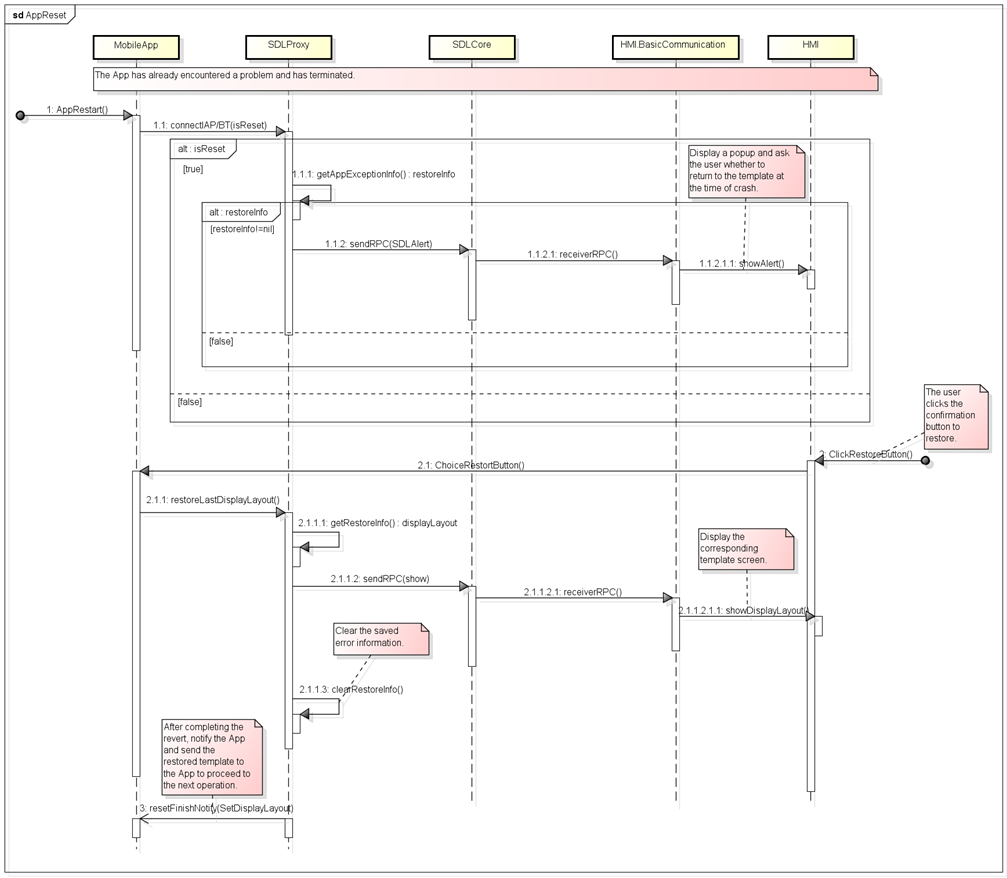 sd AppReset
MobileApp
SDLProxy
SDLCore
HMI.BasicCommunication
HMI
The App has already encountered a problem and has terminated.
1: AppRestart()
1.1: connectIAP/BT(isReset)
alt : isReset
[true]
Display a popup and ask
the user whether to
return to the template at
the time of crash.
1.1.1: getAppExceptionInfo() : restoreInfo
alt : restoreInfo
[restoreInfo!=nil]
1.1.2: sendRPC(SDLAlert)
1.1.2.1: receiverRPC()
1.1.2.1.1: showAlert()
[false]
[false]
The user
clicks the
confirmation
button to
restore.
2: ClickRestoreButton()
2.1: ChoiceRestortButton()
2.1.1: restoreLastDisplayLayout()
2.1.1.1: getRestoreInfo() : displayLayout
Display the
corresponding
template screen.
2.1.1.2: sendRPC(show)
2.1.1.2.1: receiverRPC()
2.1.1.2.1.1: showDisplayLayout()
Clear the saved
error information.
2.1.1.3: clearRestoreInfo()
After completing the
revert, notify the App
and send the
restored template to
the App to proceed to
the next operation.
3: resetFinishNotify(SetDisplayLayout)